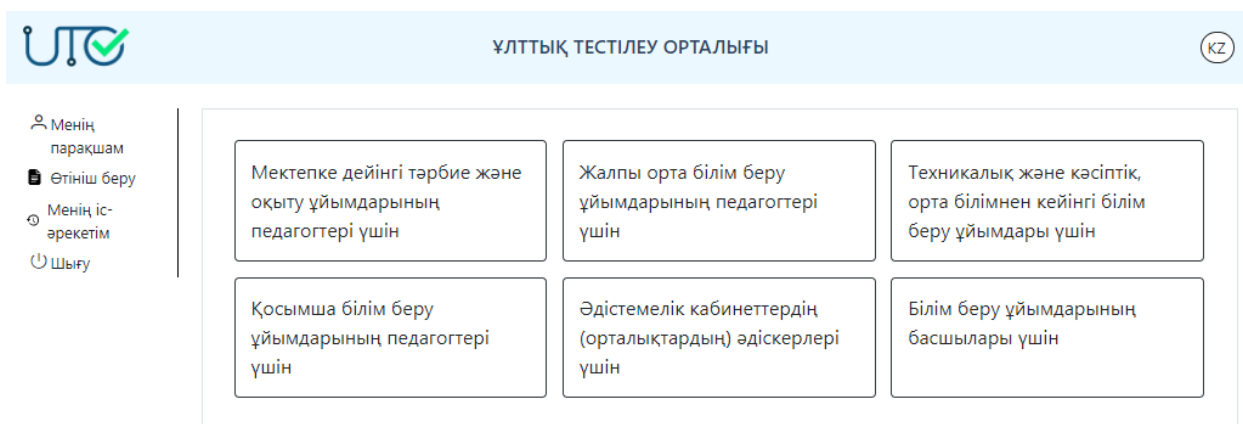 UTO
ҰЛТТЫҚ ТЕСТІЛЕУ ОРТАЛЫҒЫ
KZ
Менің
парақшам
Өтініш беру
Менің іс-
әрекетім
Шығу
Мектепке дейінгі тәрбие және
оқыту ұйымдарының
педагогтері үшін
Жалпы орта білім беру
ұйымдарының педагогтері
үшін
Техникалық және кәсіптік,
орта білімнен кейінгі білім
беру ұйымдары үшін
Қосымша білім беру
ұйымдарының педагогтері
үшін
Әдістемелік кабинеттердің
(орталықтардың) әдіскерлері
үшін
Білім беру ұйымдарының
басшылары үшін